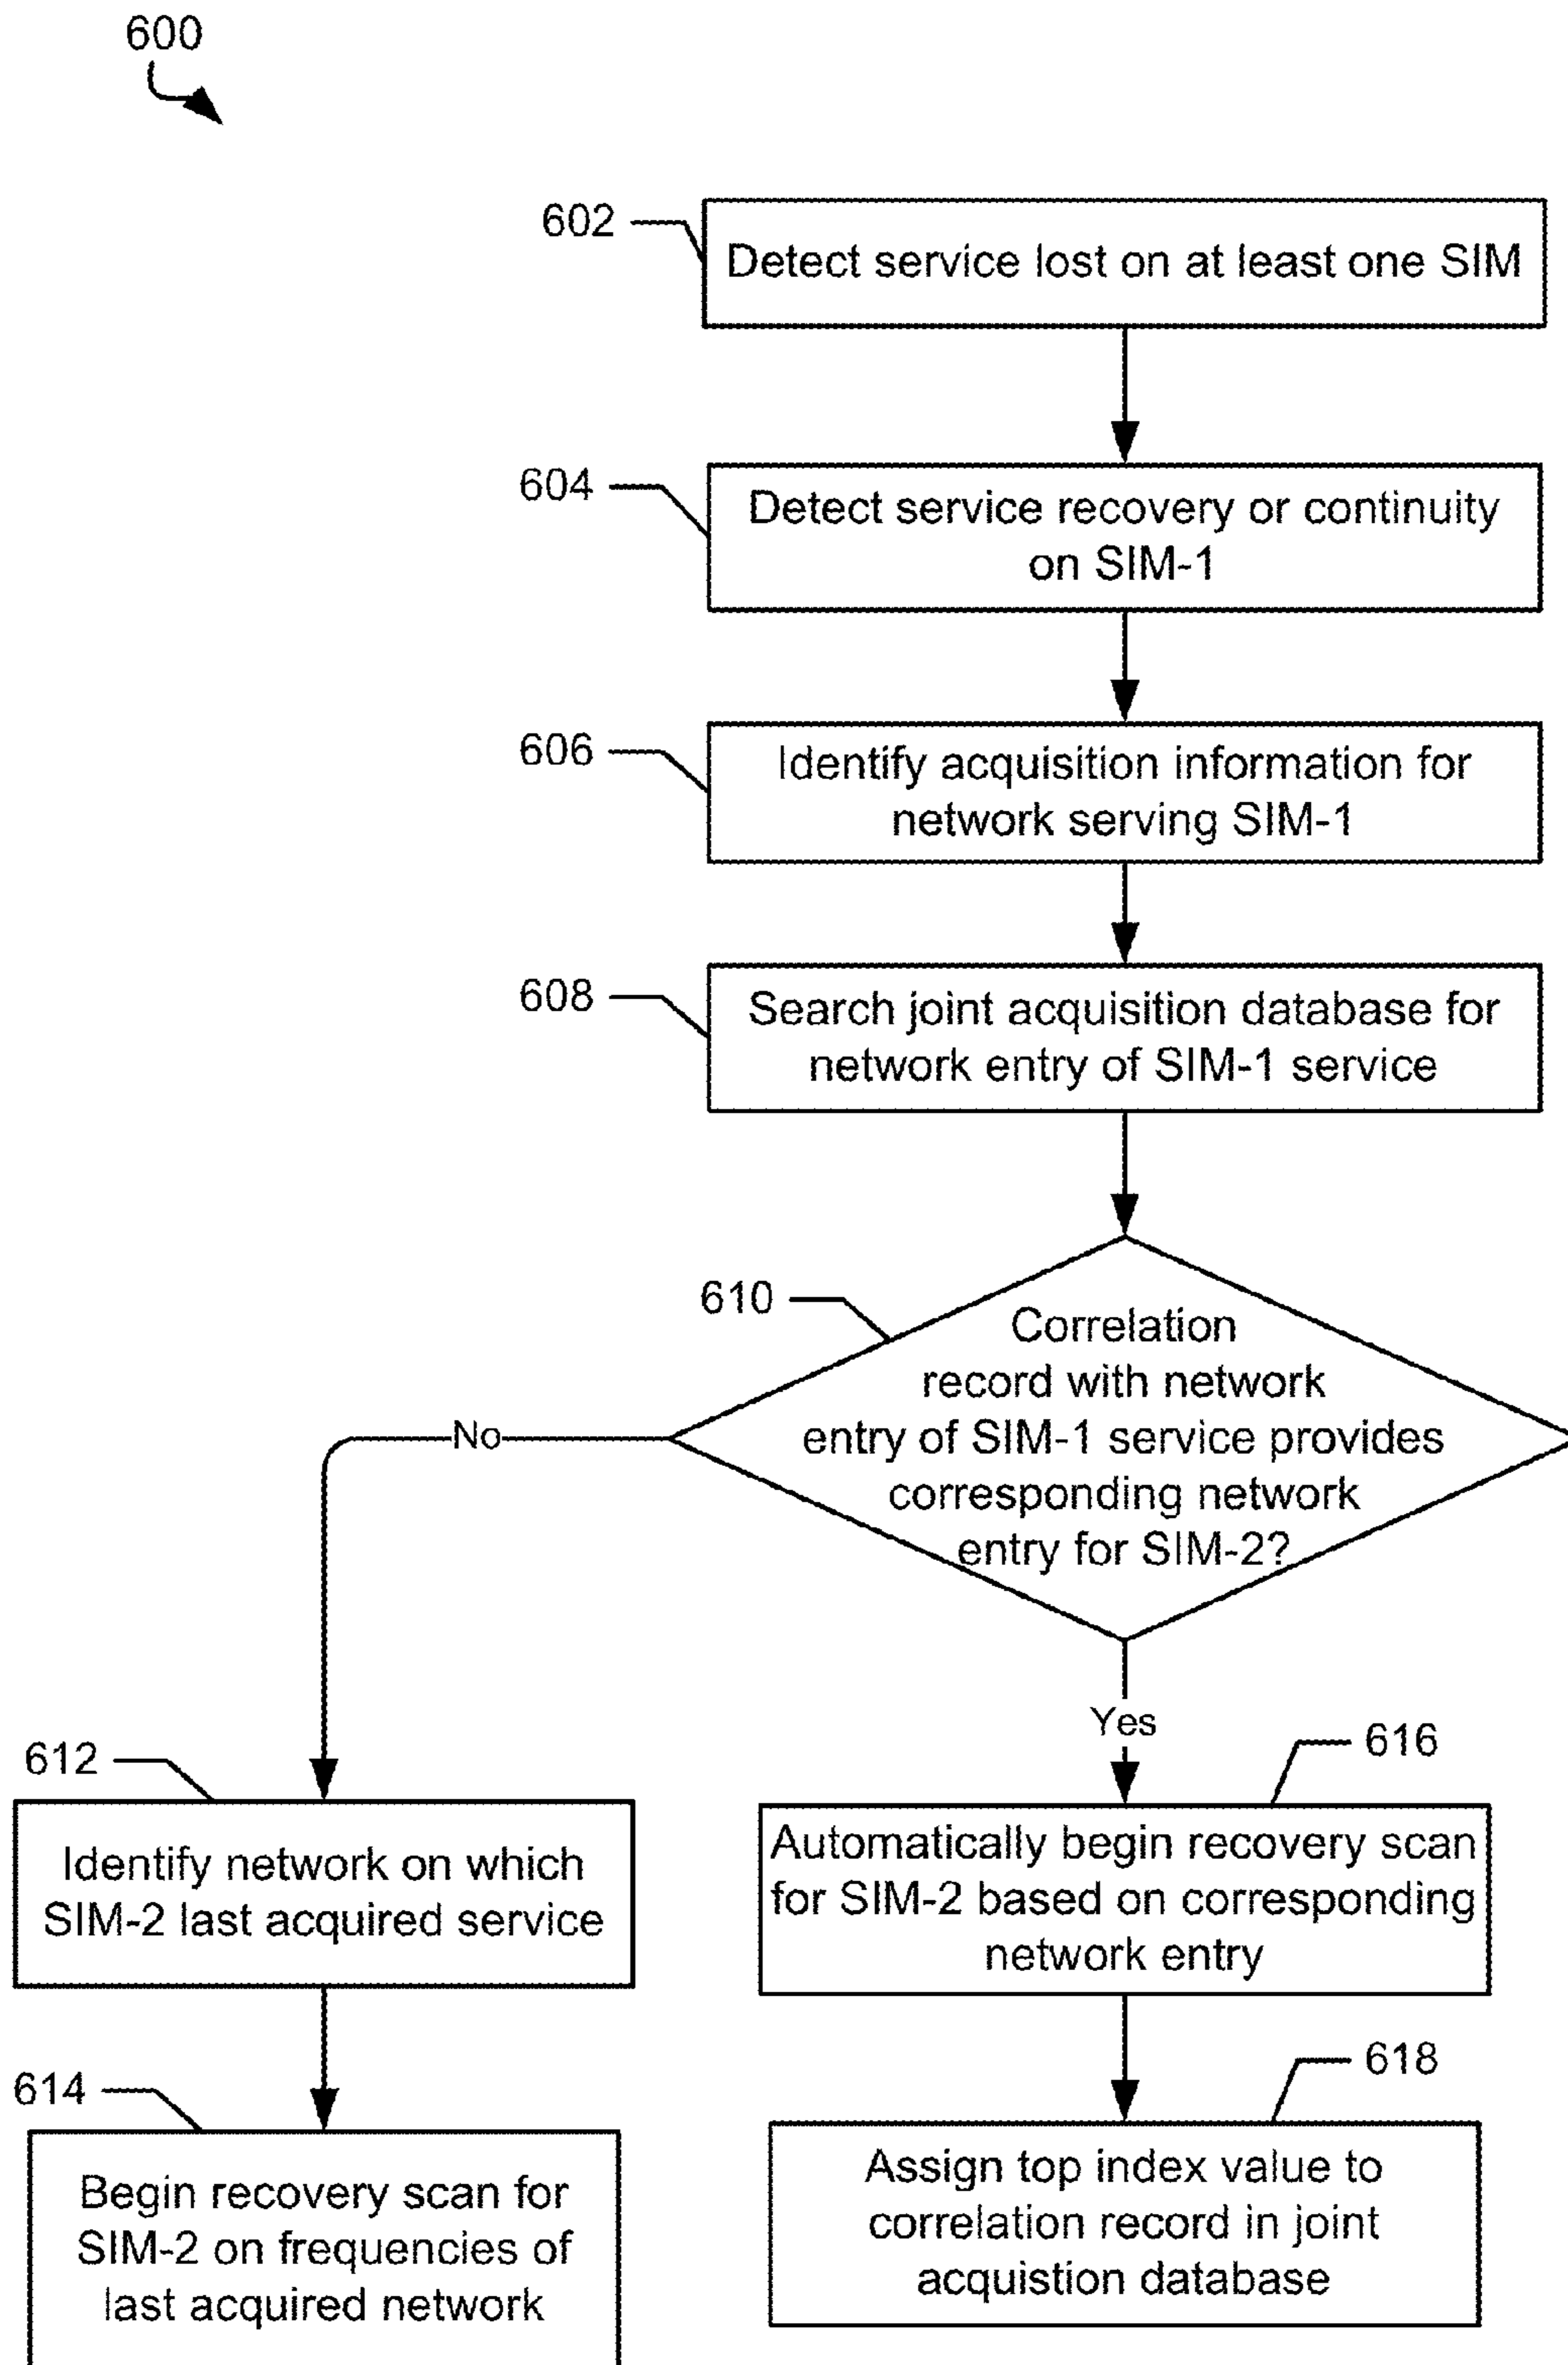 600
602
Detect service lost on at least one SIM
604
Detect service recovery or continuity
on SIM-1
606
Identify acquisition information for
network serving SIM-1
608
Search joint acquisition database for
network entry of SIM-1 service
610
Correlation
record with network
entry of SIM-1 service provides
corresponding network
entry for SIM-2?
No
Yes
612
Identify network on which
SIM-2 last acquired service
614
Begin recovery scan for
SIM-2 on frequencies of
last acquired network
616
Automatically begin recovery scan
for SIM-2 based on corresponding
network entry
618
Assign top index value to
correlation record in joint
acquistion database